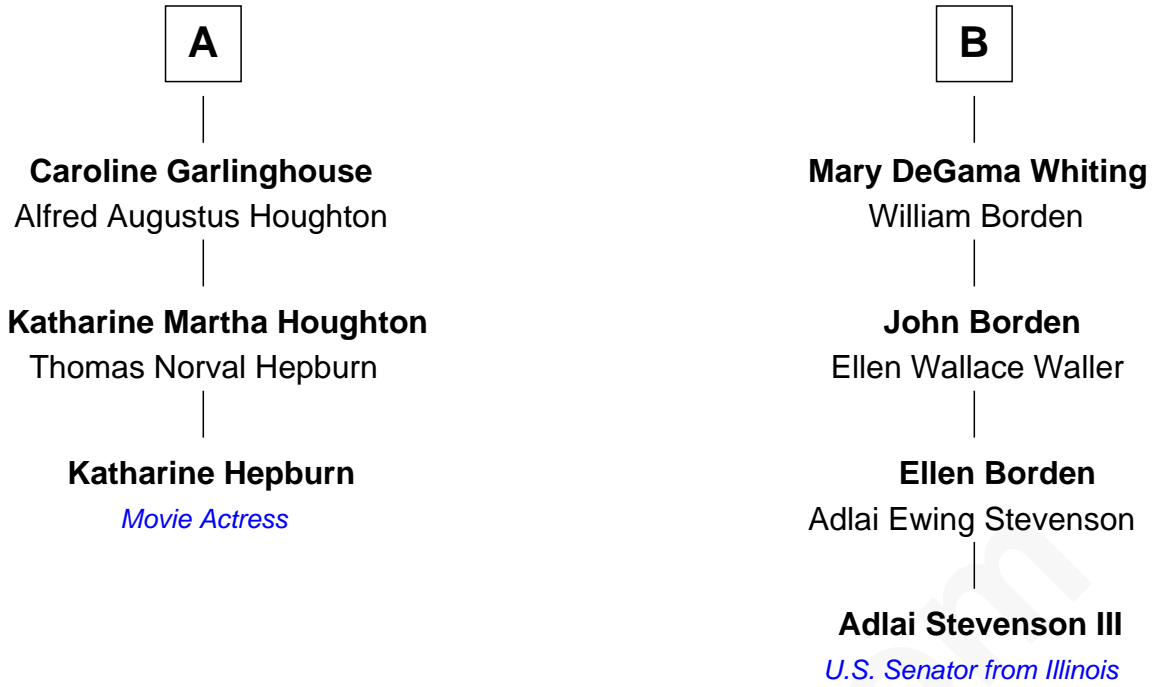 A
Caroline Garlinghouse
Alfred Augustus Houghton
Katharine Martha Houghton
Thomas Norval Hepburn
Katharine Hepburn
Movie Actress
B
Mary DeGama Whiting
William Borden
John Borden
Ellen Wallace Waller
Ellen Borden
Adlai Ewing Stevenson
Adlai Stevenson III
U.S. Senator from Illinois